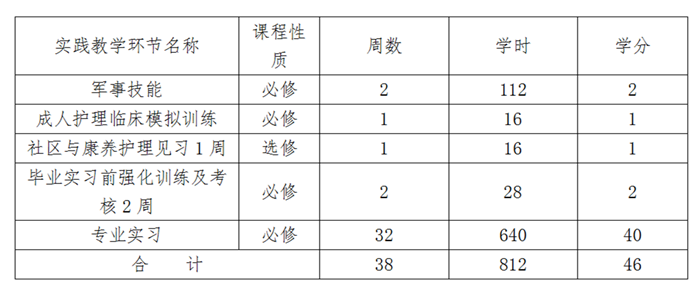 实践教学环节名称 课程性质 周数 学时 学分
军事技能 必修 2 112 2
成人护理临床模拟训练 必修 1 16 1
社区与康养护理见习1周 选修 1 16 1
毕业实习前强化训练及考核2周 必修 2 28 2
专业实习 必修 32 640 40
合 计 38 812 46